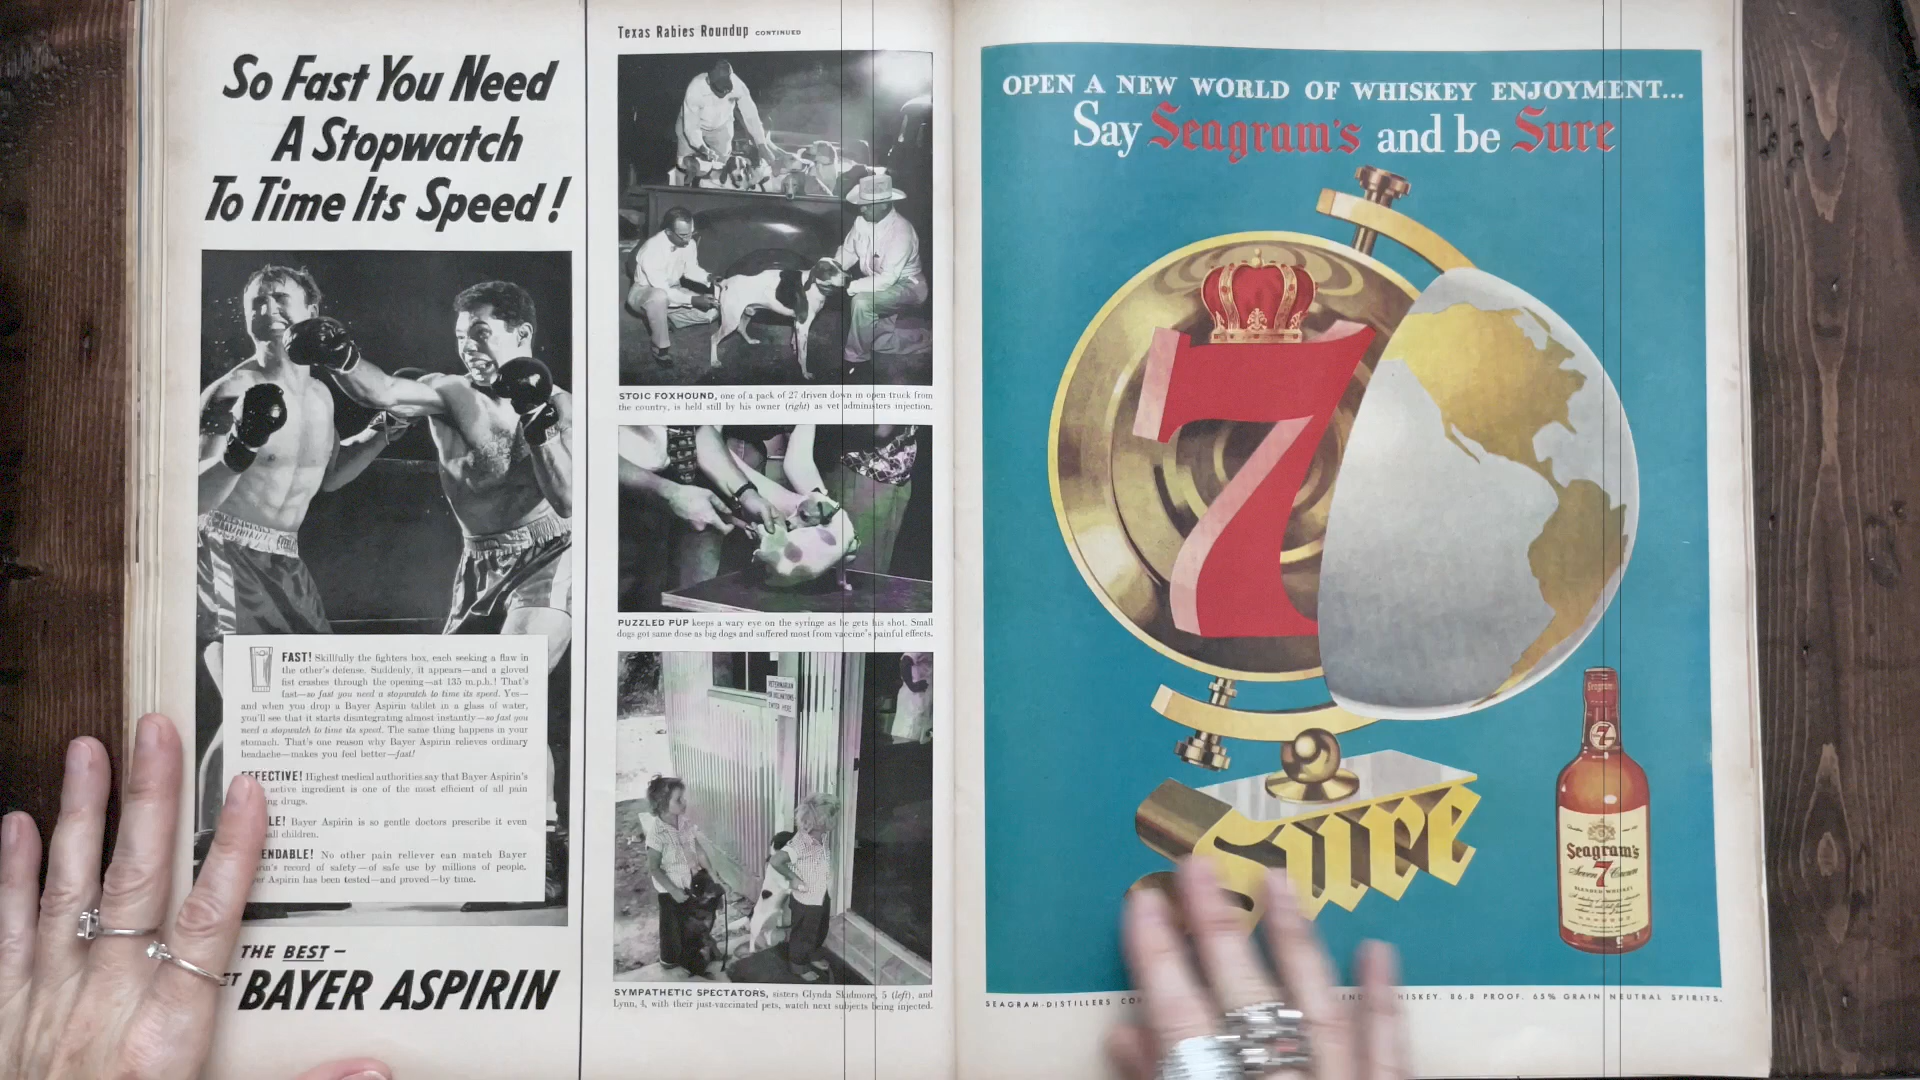 So Fast You Need
A Stopwatch
To Time Its Speed!
FAST! Skillfully the fighters box, each seeking a flaw in
the other's defense. Suddenly, it appears—and a gloved
fist crashes through the opening—at 135 m.p.h.! That's
fast—so fast you need a stopwatch to time its speed. Yes—
and when you drop a Bayer Aspirin tablet in a glass of water,
you'll see that it starts disintegrating almost instantly—so fast you
need a stopwatch to time its speed. The same thing happens in your
stomach. That's one reason why Bayer Aspirin relieves ordinary
headache—makes you feel better—fast!
EFFECTIVE! Highest medical authorities say that Bayer Aspirin's
active ingredient is one of the most efficient of all pain
drugs.
LE! Bayer Aspirin is so gentle doctors prescribe it even
children.
ENDABLE! No other pain reliever can match Bayer
record of safety—of safe use by millions of people.
Aspirin has been tested—and proved—by time.
THE BEST—
BAYER ASPIRIN
Texas Rabies Roundup CONTINUED
STOIC FOXHOUND, one of a pack of 27 driven down in open truck from
the country, is held still by his owner (right) as vet administers injection.
PUZZLED PUP keeps a wary eye on the syringe as he gets his shot. Small
dogs got same dose as big dogs and suffered most from vaccine's painful effects.
VETERINARIAN
ENTER HERE
SYMPATHETIC SPECTATORS, sisters Glynda Skidmore, 5 (left), and
Lynn, 4, with their just-vaccinated pets, watch next subjects being injected.
OPEN A NEW WORLD OF WHISKEY ENJOYMENT...
Say Seagram's and be Sure
7
Sure
Seagram's
7
Seagram's
Seven 7 Crown
BLENDED WHISKEY
SEAGRAM-DISTILLERS
WHISKEY. 86.8 PROOF. 65% GRAIN NEUTRAL SPIRITS.